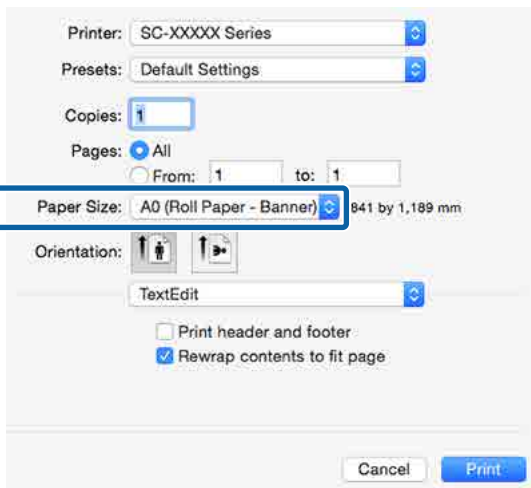 Printer: SC-XXXXX Series
Presets: Default Settings
Copies: 1
Pages: All
From: 1 to: 1
Paper Size: A0 (Roll Paper - Banner) 841 by 1,189 mm
Orientation:
TextEdit
Print header and footer
Rewrap contents to fit page
Cancel Print